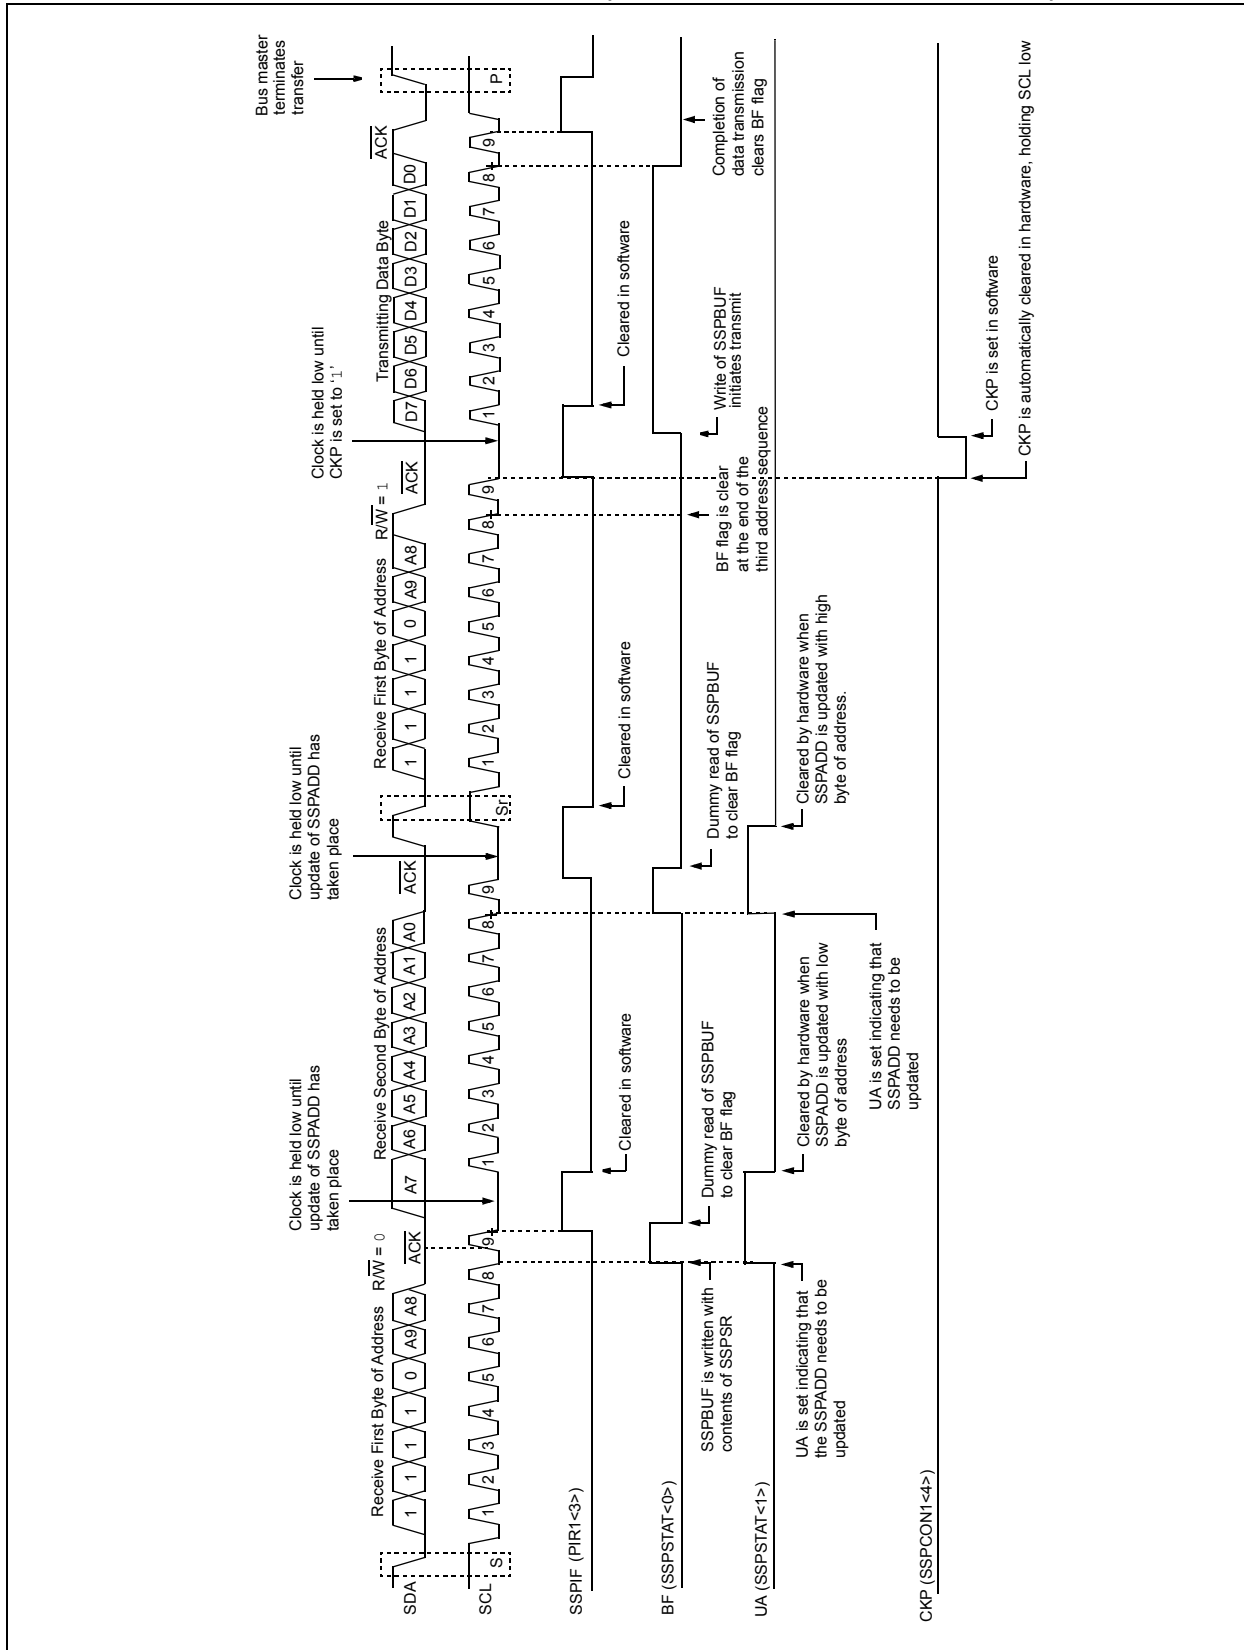 Bus master
terminates
transfer
Clock is held low until
update of SSPADD has
taken place
Clock is held low until
update of SSPADD has
taken place
Clock is held low until
CKP is set to ‘1’
Receive First Byte of Address R/W = 0
Receive Second Byte of Address
Receive First Byte of Address R/W = 1
Transmitting Data Byte
ACK
ACK
ACK
ACK
SDA
1 1 1 1 0 A9 A8
A7 A6 A5 A4 A3 A2 A1 A0
1 1 1 1 0 A9 A8
D7 D6 D5 D4 D3 D2 D1 D0
SCL
S
1 2 3 4 5 6 7 8 9
1 2 3 4 5 6 7 8 9
Sr
1 2 3 4 5 6 7 8 9
1 2 3 4 5 6 7 8 9
P
SSPIF (PIR1<3>)
Cleared in software
Cleared in software
Cleared in software
BF (SSPSTAT<0>)
SSPBUF is written with
contents of SSPSR
Dummy read of SSPBUF
to clear BF flag
Dummy read of SSPBUF
to clear BF flag
BF flag is clear
at the end of the
third address sequence
Write of SSPBUF
initiates transmit
Completion of
data transmission
clears BF flag
UA (SSPSTAT<1>)
UA is set indicating that
the SSPADD needs to be
updated
Cleared by hardware when
SSPADD is updated with low
byte of address
UA is set indicating that
SSPADD needs to be
updated
Cleared by hardware when
SSPADD is updated with high
byte of address.
CKP (SSPCON1<4>)
CKP is set in software
CKP is automatically cleared in hardware, holding SCL low